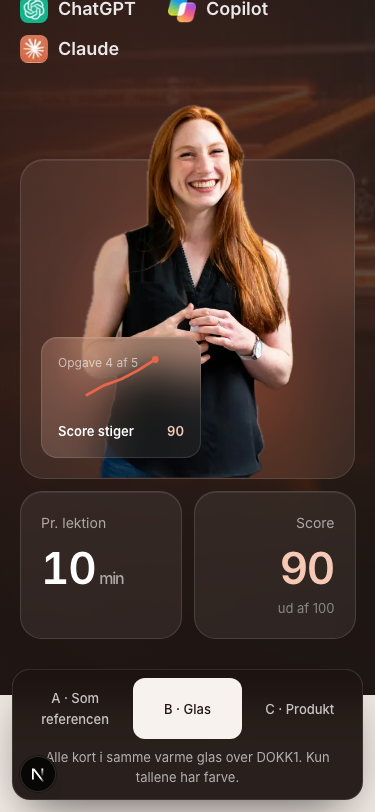 ChatGPT Copilot
Claude
Opgave 4 af 5
Score stiger 90
Pr. lektion
10 min
Score
90
ud af 100
A · Som
referencen
B · Glas
C · Produkt
Alle kort i samme varme glas over DOKK1. Kun
tallene har farve.
N